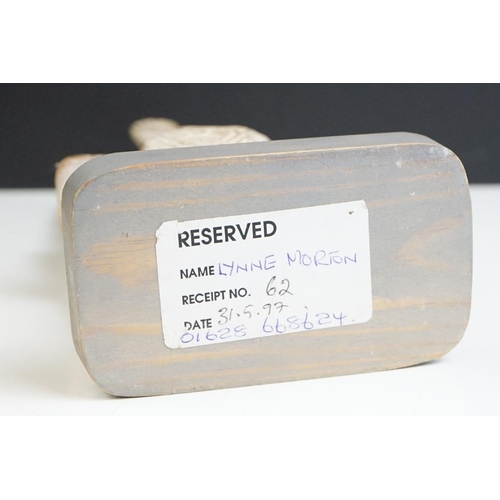 RESERVED
NAME LYNNE MORTON
RECEIPT NO. 62
DATE 31.5.97.
01628 668624.